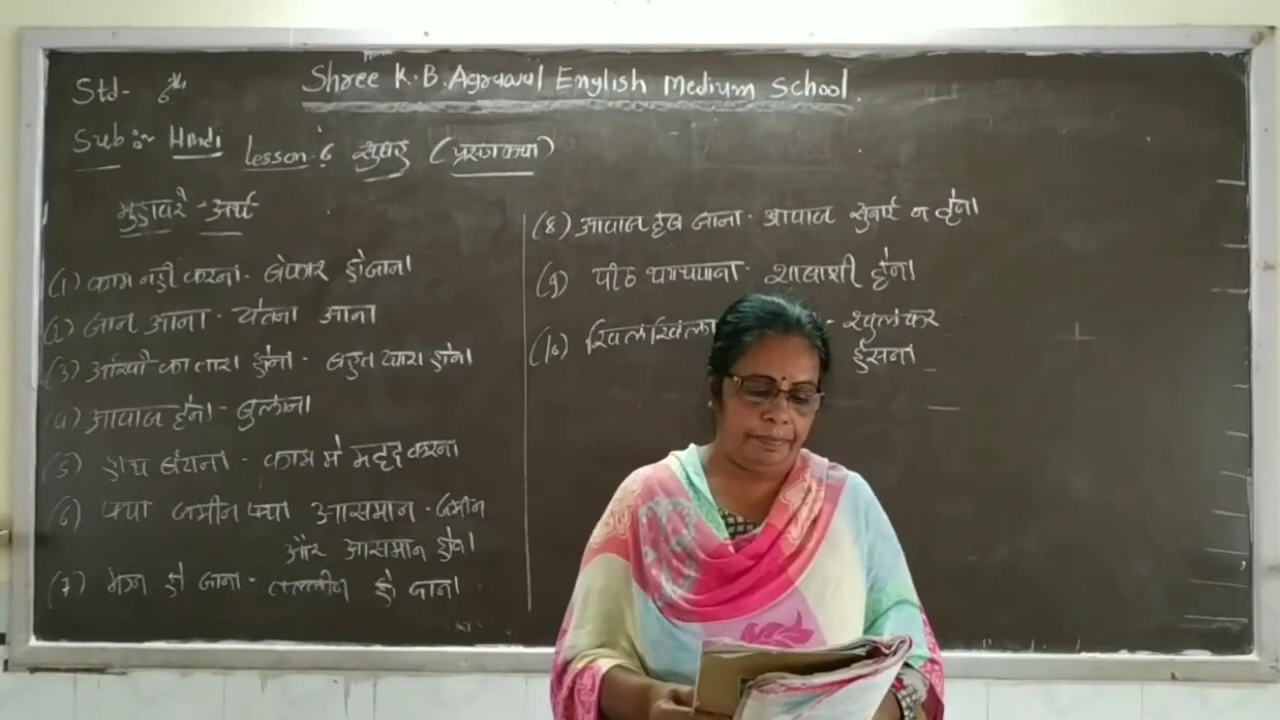 Shree K.B. Agrawal English Medium School.
Std- 6th
Sub :- Hindi Lesson-6 सुबह
मुहावरे - अर्थ
(1) काम नही करना - बेकार होजाना
(2) जान आना - चेतना आना
(3) आँखों का तारा होना - बहुत प्यारा होना
(4) आवाज देना - बुलाना
(5) हाथ बंटाना - काम में मदद करना
(6) क्या जमीन क्या आसमान - जमीन
और आसमान होना
(7) मग्न हो जाना - तल्लीन हो जाना
(8) आवाज जाना - आवाज सुनाई न देना
(9) पीठ थपथपाना - शाबाशी देना
(10) खिलखिला - खुलकर
हँसना